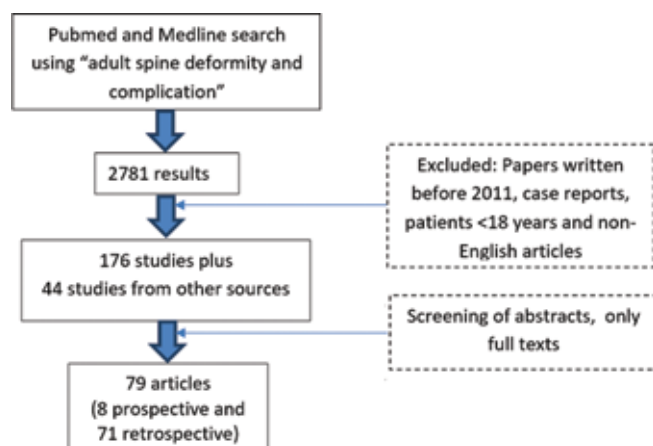 Pubmed and Medline search
using “adult spine deformity and
complication”
2781 results
Excluded: Papers written
before 2011, case reports,
patients <18 years and non-
English articles
176 studies plus
44 studies from other sources
Screening of abstracts, only
full texts
79 articles
(8 prospective and
71 retrospective)